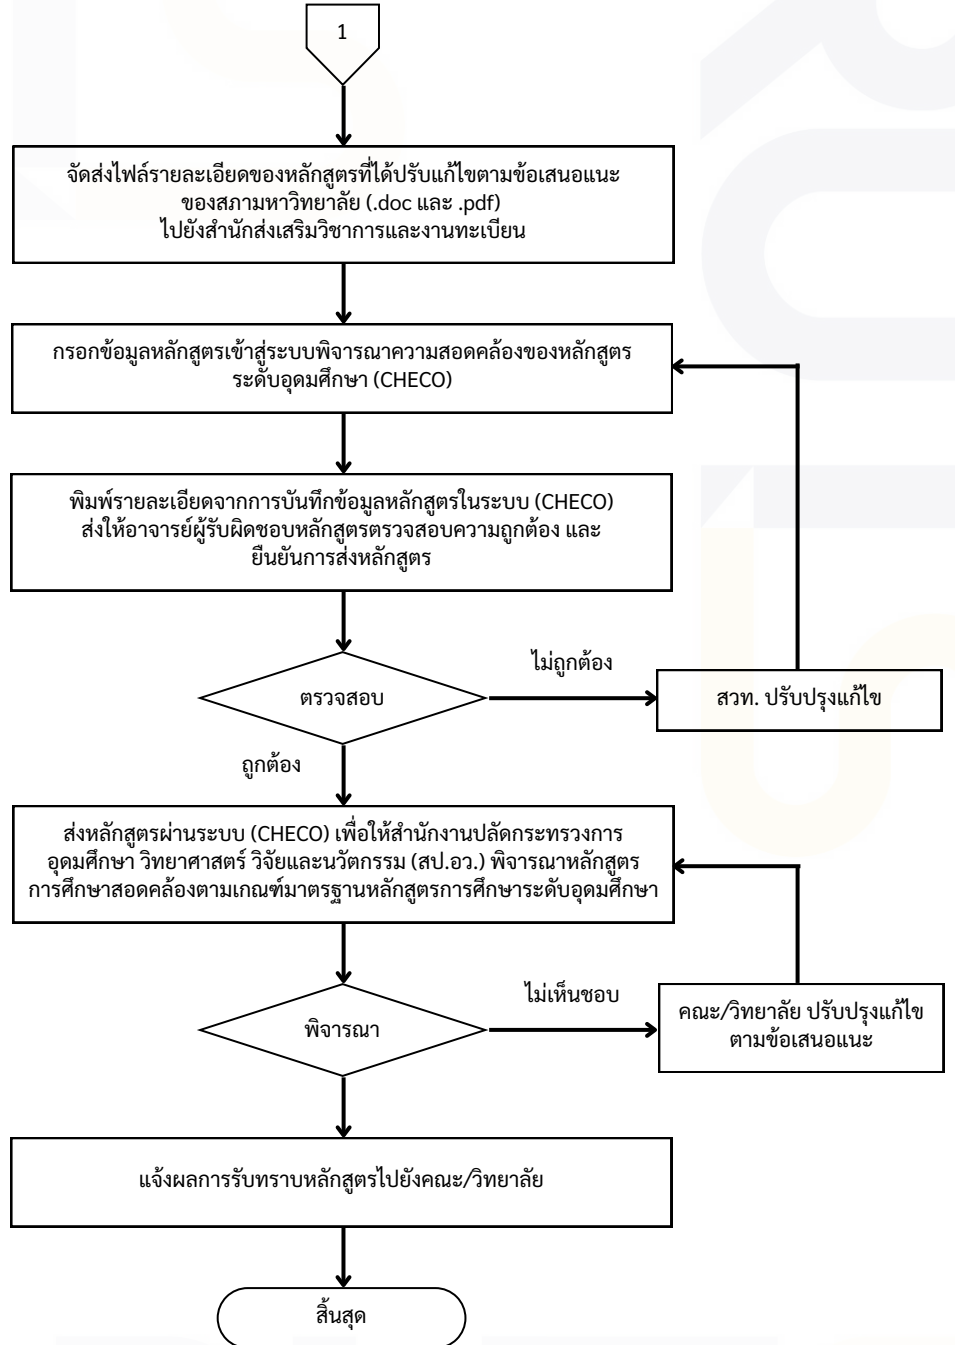 1
จัดส่งไฟล์รายละเอียดของหลักสูตรที่ได้ปรับแก้ไขตามข้อเสนอแนะ
ของสภามหาวิทยาลัย (.doc และ .pdf)
ไปยังสำนักส่งเสริมวิชาการและงานทะเบียน
กรอกข้อมูลหลักสูตรเข้าสู่ระบบพิจารณาความสอดคล้องของหลักสูตร
ระดับอุดมศึกษา (CHECO)
พิมพ์รายละเอียดจากการบันทึกข้อมูลหลักสูตรในระบบ (CHECO)
ส่งให้อาจารย์ผู้รับผิดชอบหลักสูตรตรวจสอบความถูกต้อง และ
ยืนยันการส่งหลักสูตร
ตรวจสอบ
ไม่ถูกต้อง
สวท. ปรับปรุงแก้ไข
ถูกต้อง
ส่งหลักสูตรผ่านระบบ (CHECO) เพื่อให้สำนักงานปลัดกระทรวงการ
อุดมศึกษา วิทยาศาสตร์ วิจัยและนวัตกรรม (สป.อว.) พิจารณาหลักสูตร
การศึกษาสอดคล้องตามเกณฑ์มาตรฐานหลักสูตรการศึกษาระดับอุดมศึกษา
พิจารณา
ไม่เห็นชอบ
คณะ/วิทยาลัย ปรับปรุงแก้ไข
ตามข้อเสนอแนะ
แจ้งผลการรับทราบหลักสูตรไปยังคณะ/วิทยาลัย
สิ้นสุด